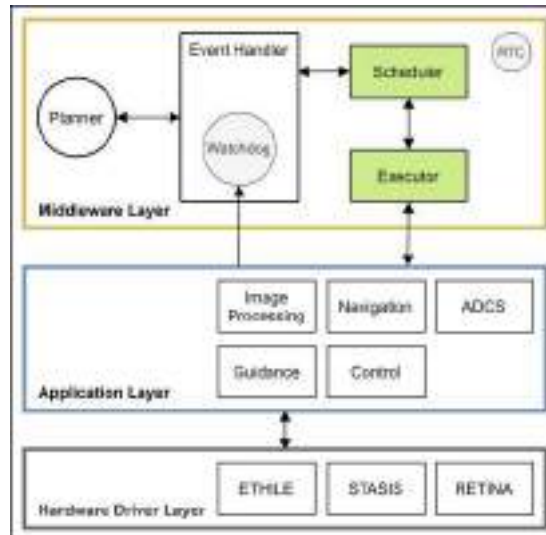 Event Handler
Scheduler
RTC
Planner
Watchdog
Executor
Middleware Layer
Image
Processing
Navigation
ADCS
Guidance
Control
Application Layer
ETHILE
STASIS
RETINA
Hardware Driver Layer